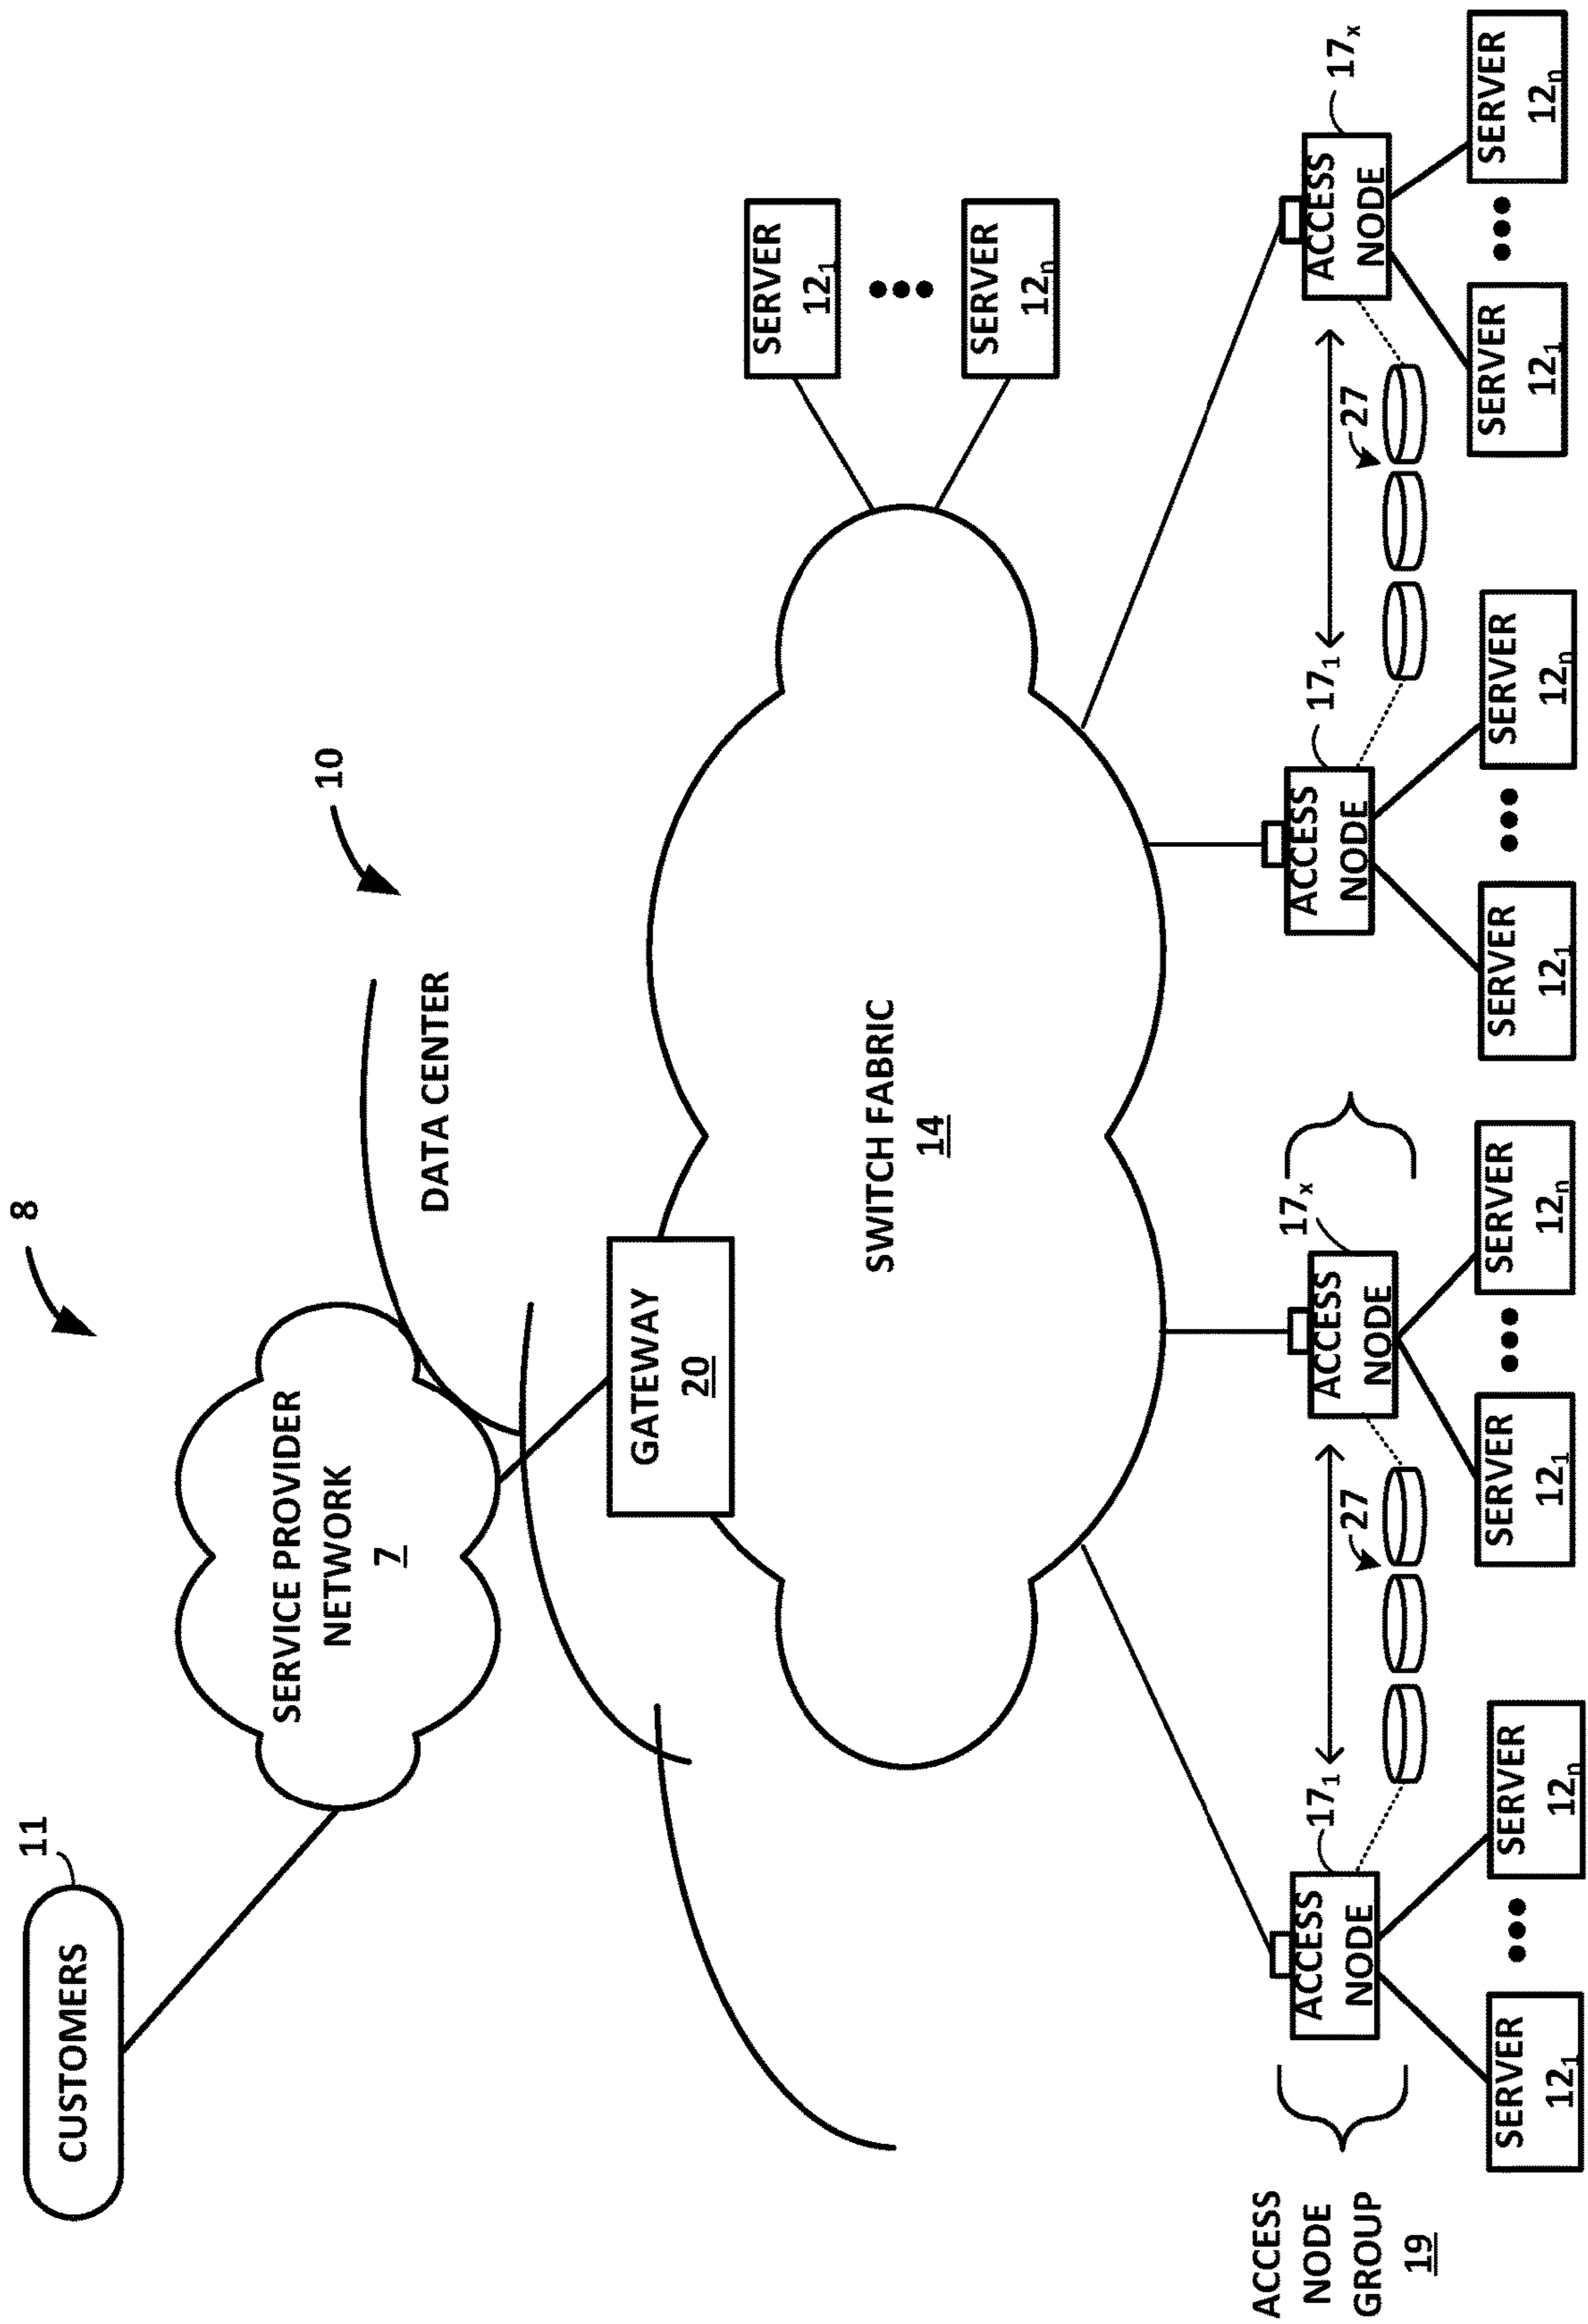 8
CUSTOMERS
11
SERVICE PROVIDER
NETWORK
7
10
DATA CENTER
GATEWAY
20
SWITCH FABRIC
14
SERVER
12₁
SERVER
12ₙ
ACCESS
NODE
GROUP
19
ACCESS
NODE
17₁
27
ACCESS
NODE
17ₓ
ACCESS
NODE
17₁
27
ACCESS
NODE
17ₓ
SERVER
12₁
SERVER
12ₙ
SERVER
12₁
SERVER
12ₙ
SERVER
12₁
SERVER
12ₙ
SERVER
12₁
SERVER
12ₙ